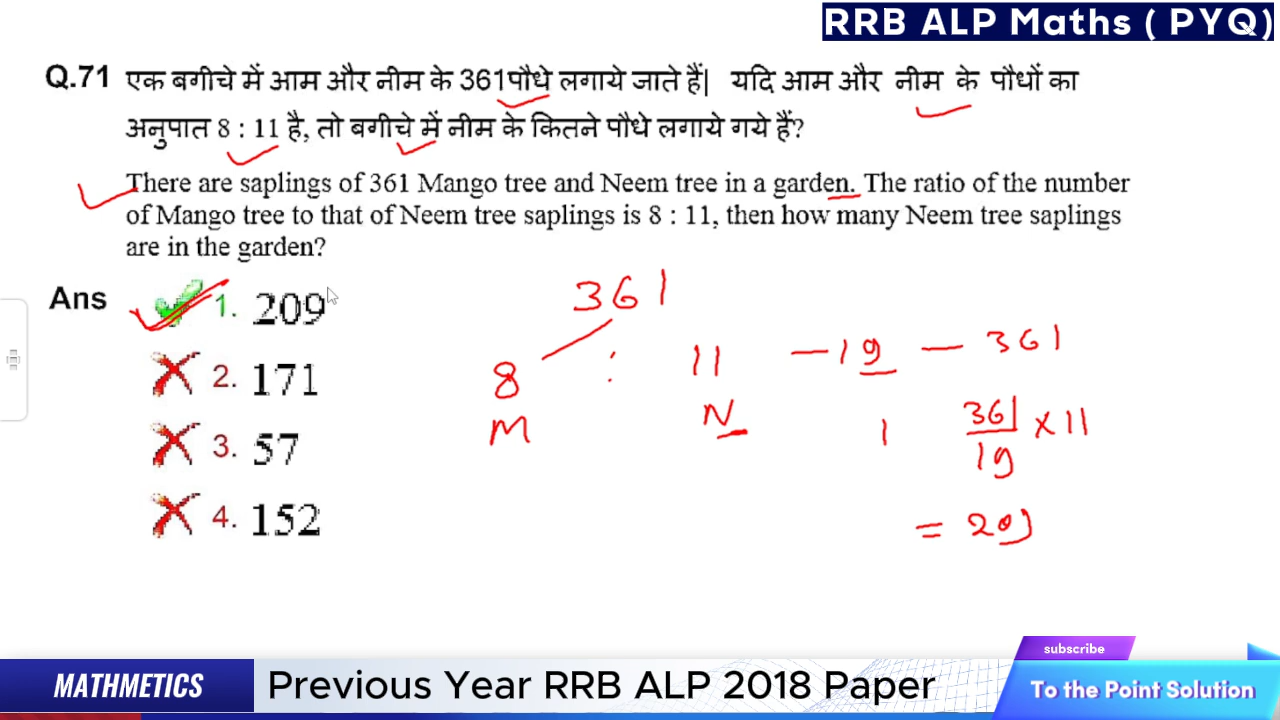 RRB ALP Maths ( PYQ)
Q.71 एक बगीचे में आम और नीम के 361पौधे लगाये जाते हैं| यदि आम और नीम के पौधों का
अनुपात 8 : 11 है, तो बगीचे में नीम के कितने पौधे लगाये गये हैं?
There are saplings of 361 Mango tree and Neem tree in a garden. The ratio of the number
of Mango tree to that of Neem tree saplings is 8 : 11, then how many Neem tree saplings
are in the garden?
Ans 1. 209
2. 171
3. 57
4. 152
361
8 : 11 — 19 — 361
M N 1 361/19 × 11
= 209
subscribe
MATHMETICS Previous Year RRB ALP 2018 Paper To the Point Solution